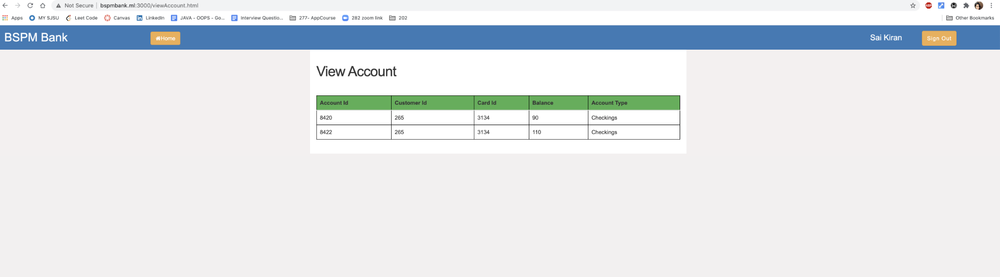 Not Secure | bspmbank.ml:3000/viewAccount.html
Apps MY SJSU Leet Code Canvas LinkedIn JAVA - OOPS - Go... Interview Questio... 277- AppCourse 282 zoom link 202 Other Bookmarks
BSPM Bank Home Sai Kiran Sign Out
View Account
Account Id Customer Id Card Id Balance Account Type
8420 265 3134 90 Checkings
8422 265 3134 110 Checkings